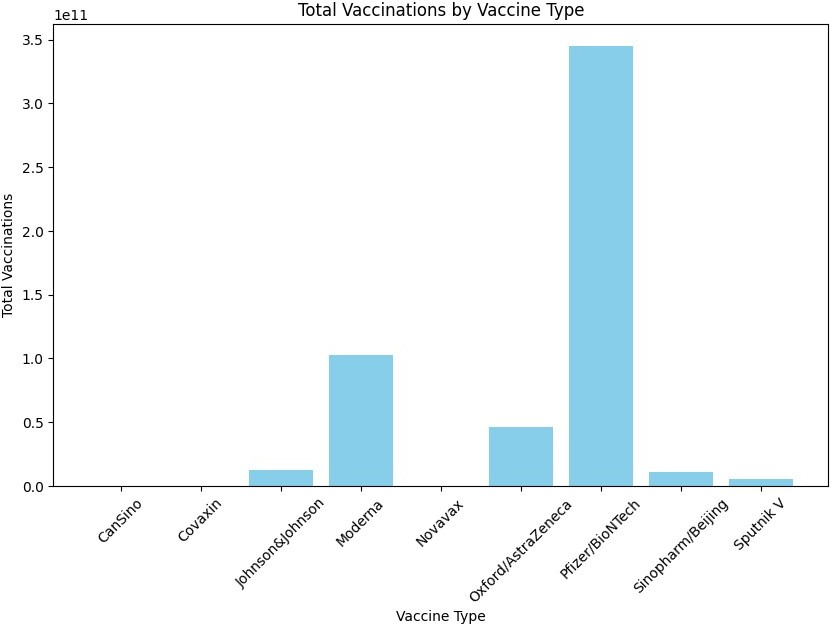 Total Vaccinations by Vaccine Type
1e11
3.5
3.0
2.5
2.0
1.5
1.0
0.5
0.0
Total Vaccinations
CanSino
Covaxin
Johnson&Johnson
Moderna
Novavax
Oxford/AstraZeneca
Pfizer/BioNTech
Sinopharm/Beijing
Sputnik V
Vaccine Type